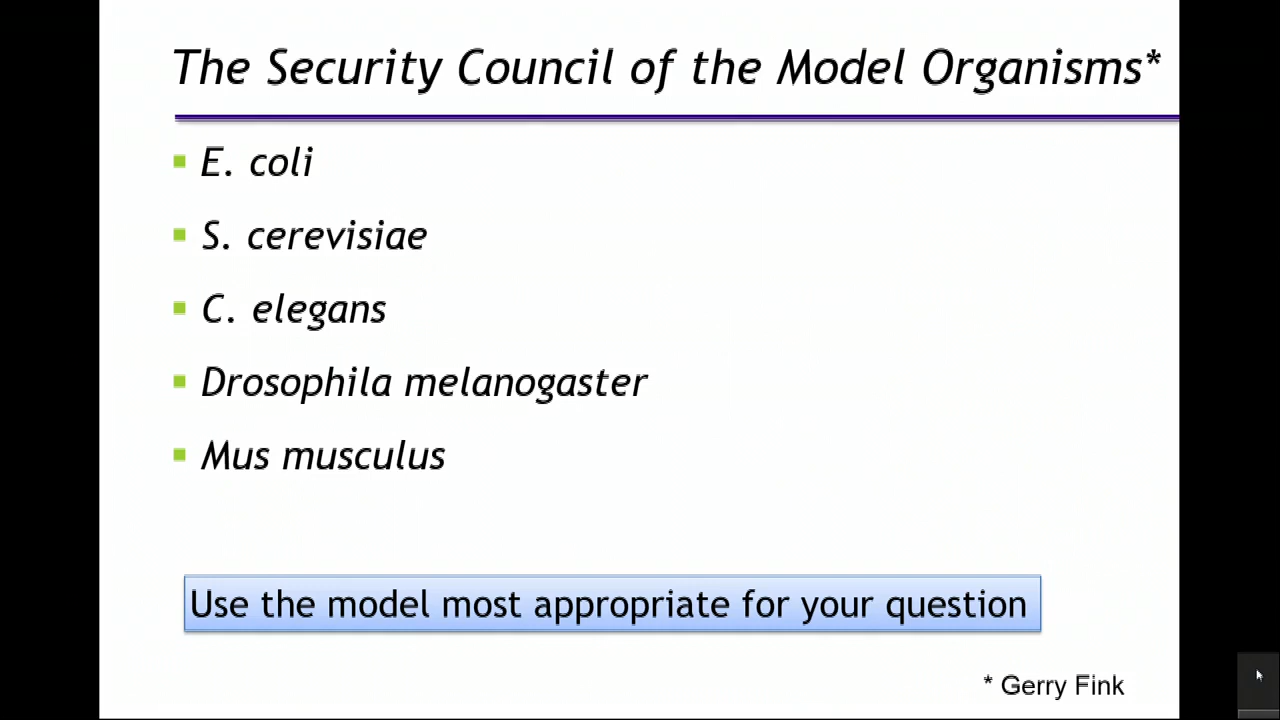 The Security Council of the Model Organisms*
E. coli
S. cerevisiae
C. elegans
Drosophila melanogaster
Mus musculus
Use the model most appropriate for your question
* Gerry Fink